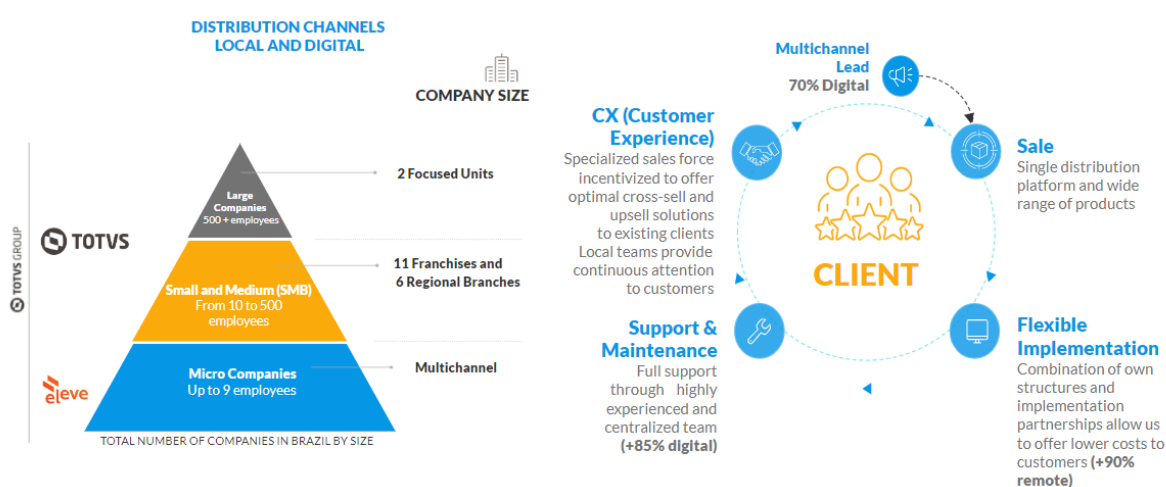 DISTRIBUTION CHANNELS
LOCAL AND DIGITAL
COMPANY SIZE
TOTVS GROUP
TOTVS
eleve
Large
Companies
500 + employees
2 Focused Units
Small and Medium (SMB)
From 10 to 500
employees
11 Franchises and
6 Regional Branches
Micro Companies
Up to 9 employees
Multichannel
TOTAL NUMBER OF COMPANIES IN BRAZIL BY SIZE
Multichannel
Lead
70% Digital
CX (Customer
Experience)
Specialized sales force
incentivized to offer
optimal cross-sell and
upsell solutions
to existing clients
Local teams provide
continuous attention
to customers
Sale
Single distribution
platform and wide
range of products
CLIENT
Support &
Maintenance
Full support
through highly
experienced and
centralized team
(+85% digital)
Flexible
Implementation
Combination of own
structures and
implementation
partnerships allow us
to offer lower costs to
customers (+90%
remote)